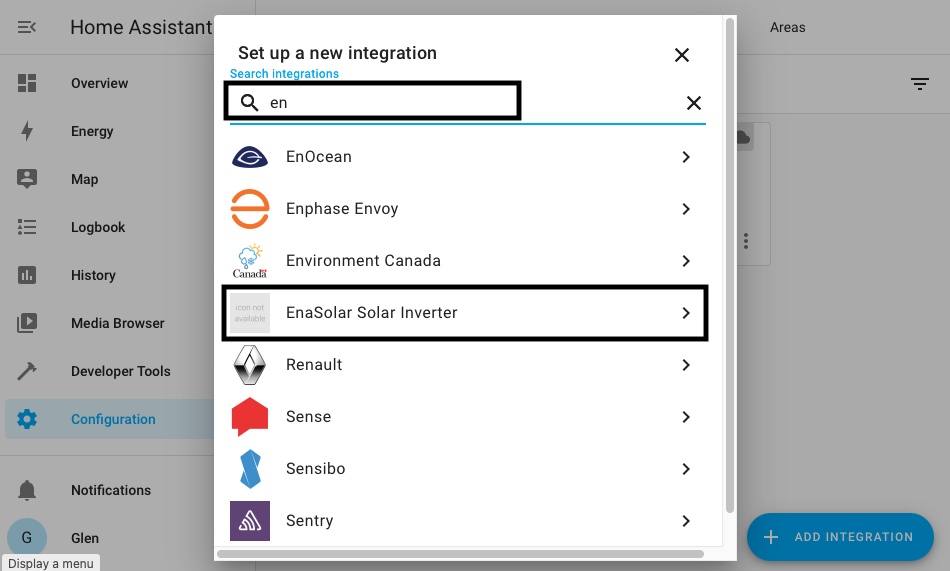 Home Assistant
Overview
Energy
Map
Logbook
History
Media Browser
Developer Tools
Configuration
Notifications
G
Glen
Display a menu
Set up a new integration
Search integrations
en
EnOcean
Enphase Envoy
Canada
Environment Canada
icon not
available
EnaSolar Solar Inverter
Renault
Sense
Sensibo
Sentry
Areas
ADD INTEGRATION